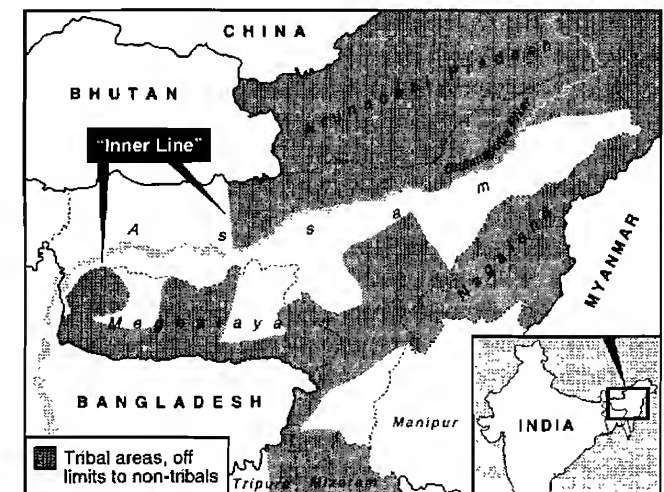 CHINA
BHUTAN
Arunachal Pradesh
"Inner Line"
Brahmaputra River
Assam
Nagaland
MYANMAR
Meghalaya
BANGLADESH
Manipur
INDIA
Tribal areas, off
limits to non-tribals
Tripura
Mizoram